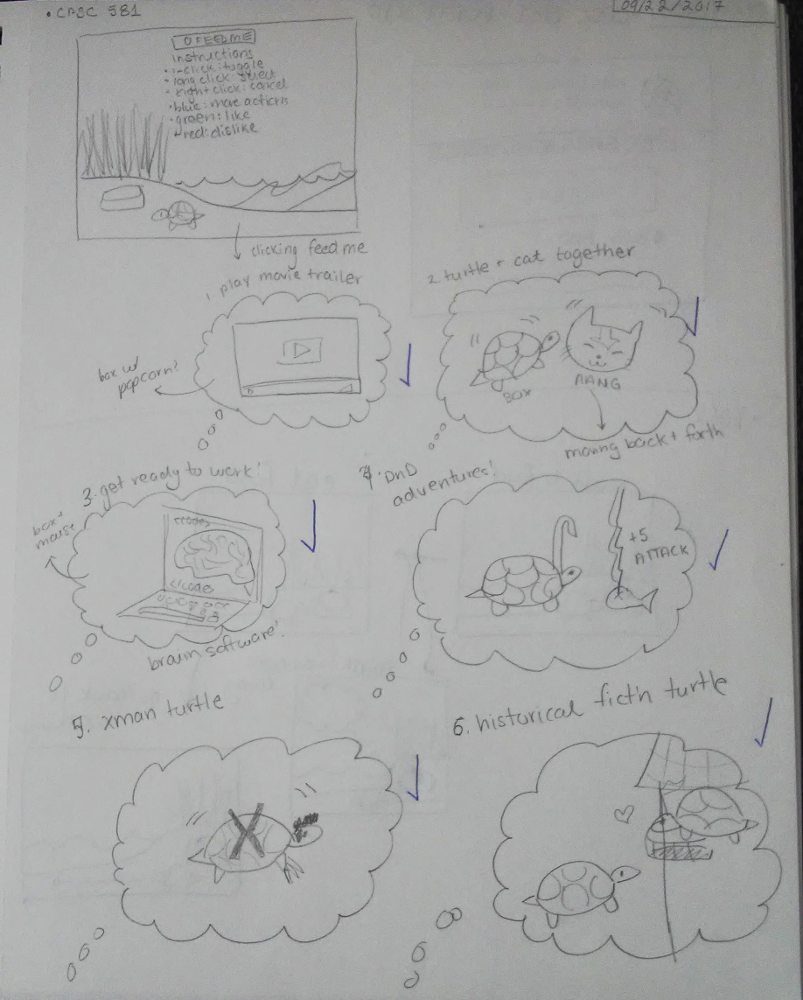 • CPSC 581
09/22/2017
FEED ME
Instructions
• 1-click: toggle
• long click: select
• right click: cancel
• blue: more actions
• green: like
• red: dislike
clicking feed me
1. play movie trailer
box w/
popcorn?
2 turtle + cat together
BOX
AANG
moving back + forth
3. get ready to work!
box +
mouse
<code>
</code>
brain software!
4. DnD
adventures!
+5
ATTACK
5. xman turtle
X
6. historical fict'n turtle